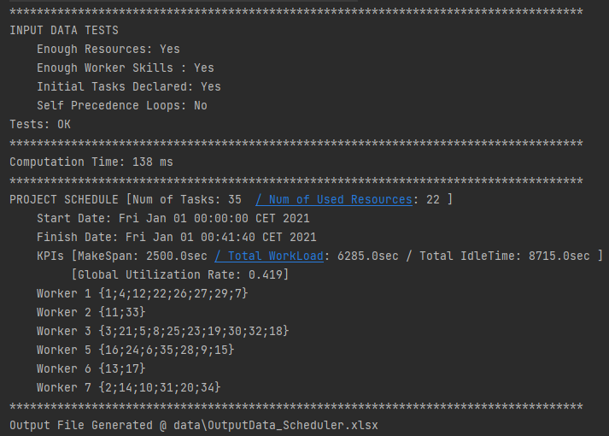 ************************************************************************************
INPUT DATA TESTS
    Enough Resources: Yes
    Enough Worker Skills : Yes
    Initial Tasks Declared: Yes
    Self Precedence Loops: No
Tests: OK
************************************************************************************
Computation Time: 138 ms
************************************************************************************
PROJECT SCHEDULE [Num of Tasks: 35  / Num of Used Resources: 22 ]
    Start Date: Fri Jan 01 00:00:00 CET 2021
    Finish Date: Fri Jan 01 00:41:40 CET 2021
    KPIs [MakeSpan: 2500.0sec / Total WorkLoad: 6285.0sec / Total IdleTime: 8715.0sec ]
         [Global Utilization Rate: 0.419]
    Worker 1 {1;4;12;22;26;27;29;7}
    Worker 2 {11;33}
    Worker 3 {3;21;5;8;25;23;19;30;32;18}
    Worker 5 {16;24;6;35;28;9;15}
    Worker 6 {13;17}
    Worker 7 {2;14;10;31;20;34}
************************************************************************************
Output File Generated @ data\OutputData_Scheduler.xlsx